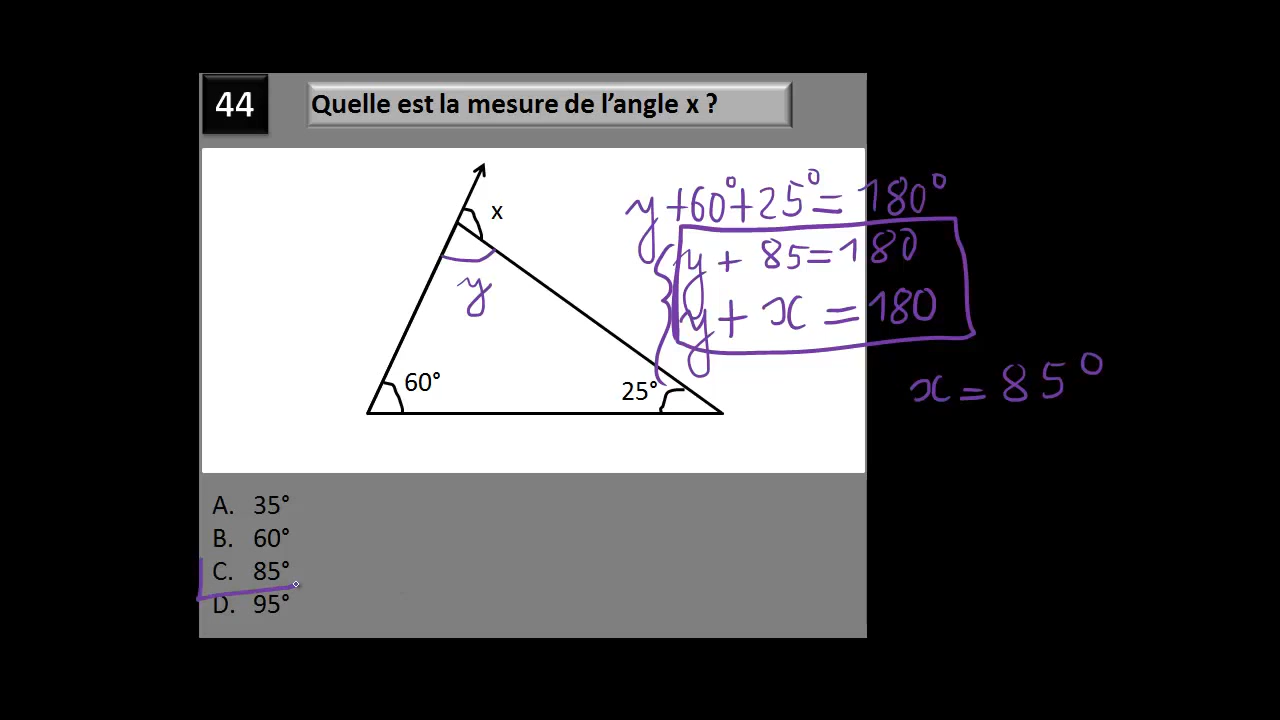 44
Quelle est la mesure de l'angle x ?
x
y+60°+25°=180°
y + 85=180
y + x = 180
y
60°
25°
x = 85°
A. 35°
B. 60°
C. 85°
D. 95°